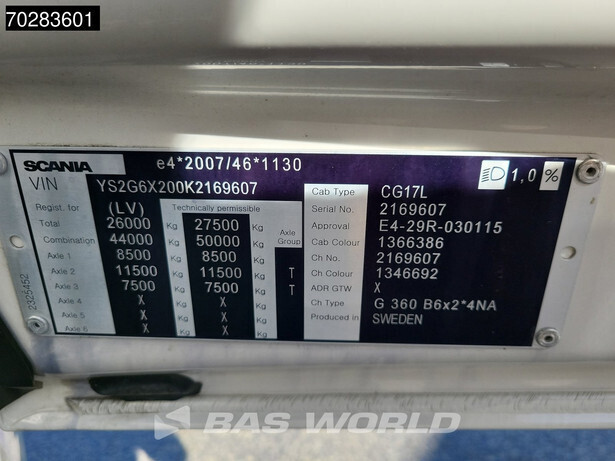 70283601
SCANIA e4*2007/46*1130
VIN YS2G6X200K2169607
1,0 %
Regist. for (LV) Technically permissible
Total 26000 Kg 27500 Kg Axle Group
Combination 44000 Kg 50000 Kg
Axle 1 8500 Kg 8500 Kg
Axle 2 11500 Kg 11500 Kg T
Axle 3 7500 Kg 7500 Kg T
Axle 4 X Kg X Kg
Axle 5 X Kg X Kg
Axle 6 X Kg X Kg
Cab Type CG17L
Serial No. 2169607
Approval E4-29R-030115
Cab Colour 1366386
Ch No. 2169607
Ch Colour 1346692
ADR GTW X
Ch Type G 360 B6x2*4NA
Produced in SWEDEN
2325452
BAS WORLD